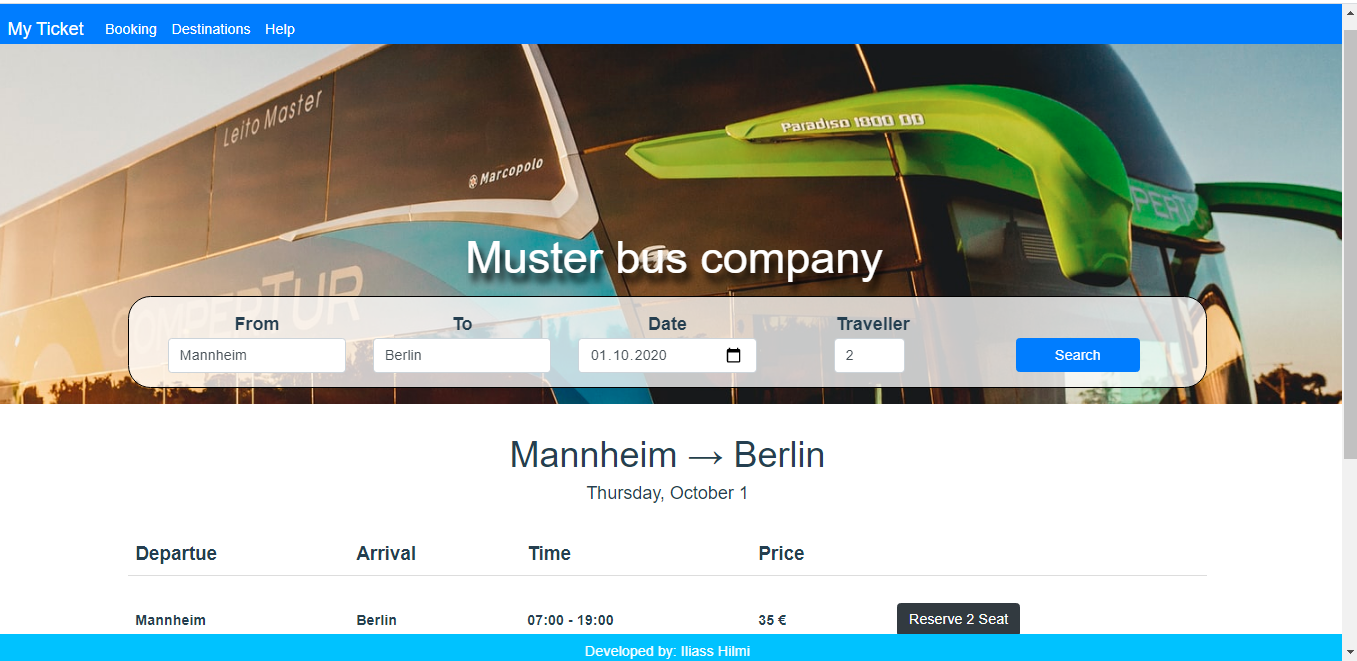 My Ticket Booking Destinations Help
Leito Master
Paradiso 1800 DD
Marcopolo
COMPERTUR
Muster bus company
From To Date Traveller
Mannheim Berlin 01.10.2020 2 Search
Mannheim → Berlin
Thursday, October 1
Departue Arrival Time Price
Mannheim Berlin 07:00 - 19:00 35 € Reserve 2 Seat
Developed by: Iliass Hilmi